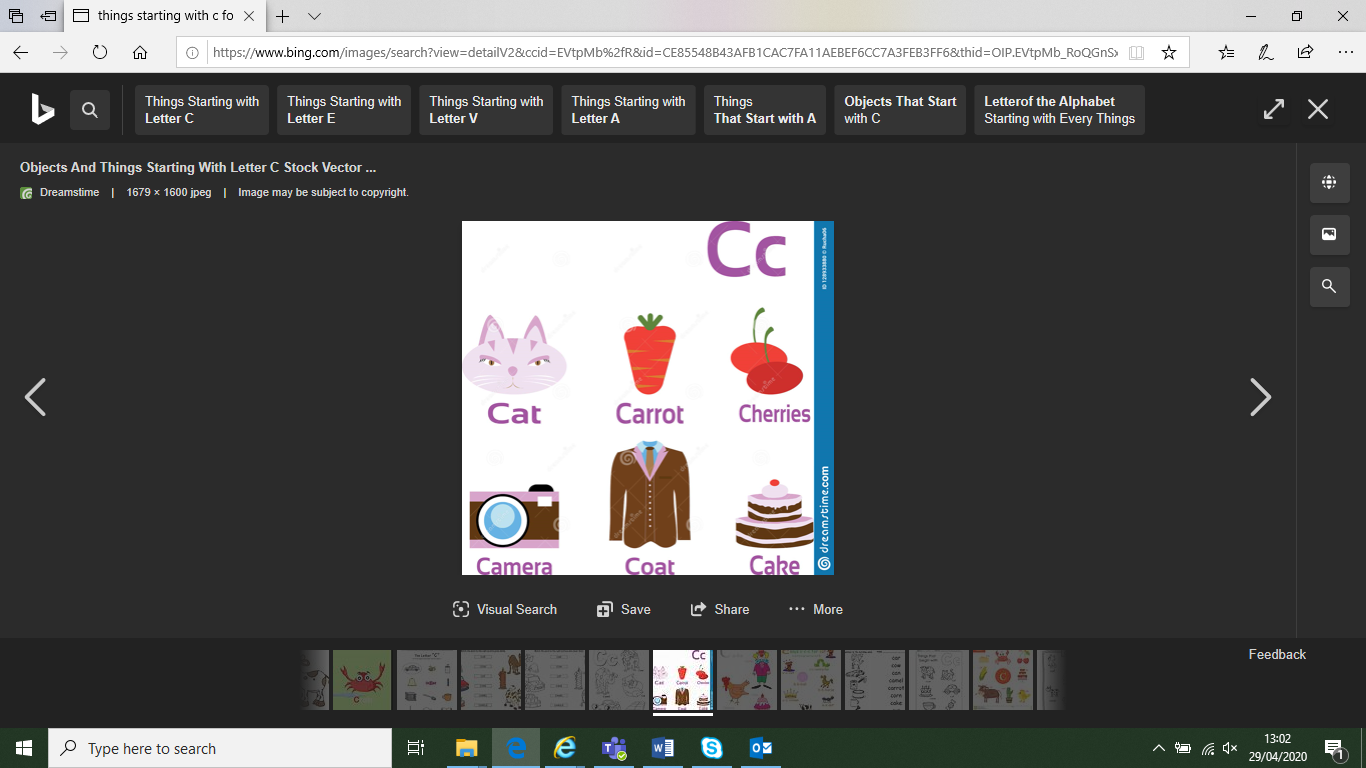 things starting with c fo
https://www.bing.com/images/search?view=detailV2&ccid=EVtpMb%2fR&id=CE85548B43AFB1CAC7FA11AEBEF6CC7A3FEB3FF6&thid=OIP.EVtpMb_RoQGnSx
Things Starting with
Letter C
Things Starting with
Letter E
Things Starting with
Letter V
Things Starting with
Letter A
Things
That Start with A
Objects That Start
with C
Letterof the Alphabet
Starting with Every Things
Objects And Things Starting With Letter C Stock Vector ...
Dreamstime | 1679 × 1600 jpeg | Image may be subject to copyright.
Cc
Cat
Carrot
Cherries
Camera
Coat
Cake
dreamstime.com
Visual Search
Save
Share
More
Feedback
Type here to search
13:02
29/04/2020
1